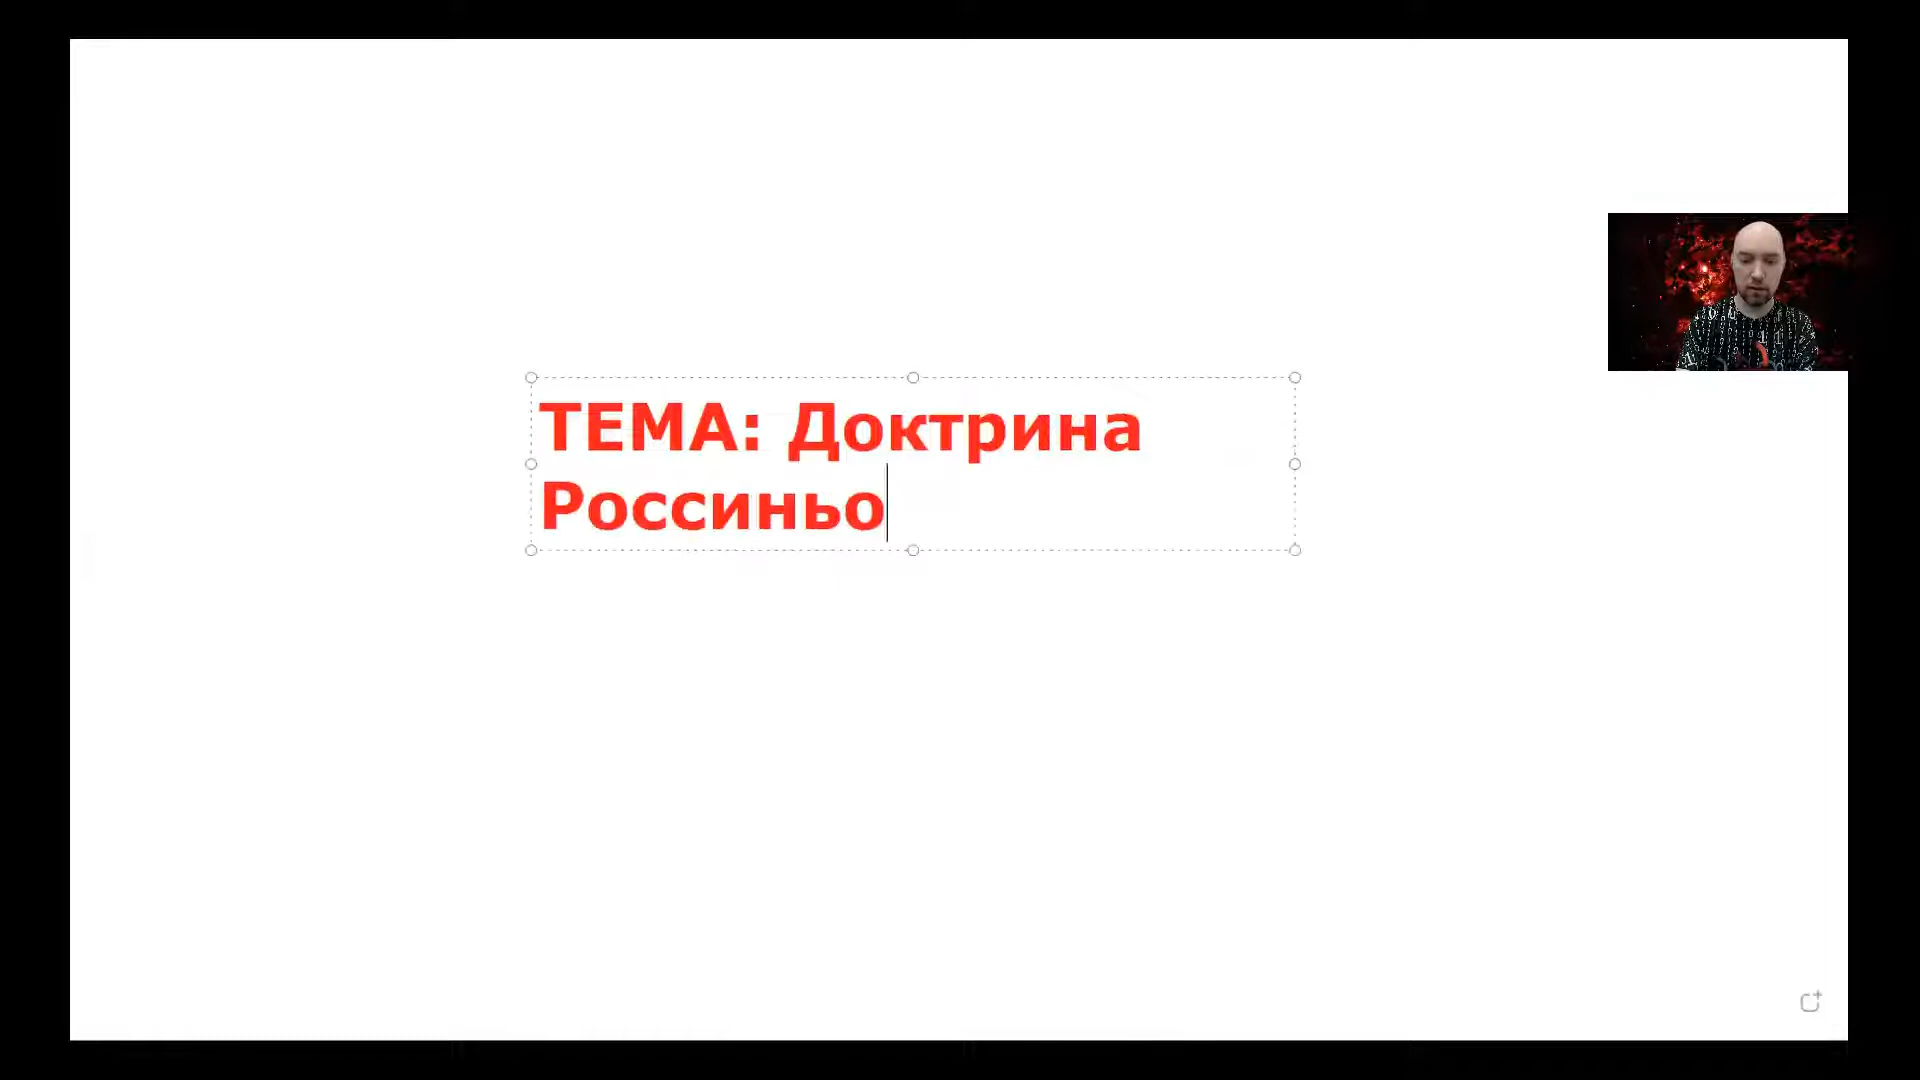 ТЕМА: Доктрина
Россиньо